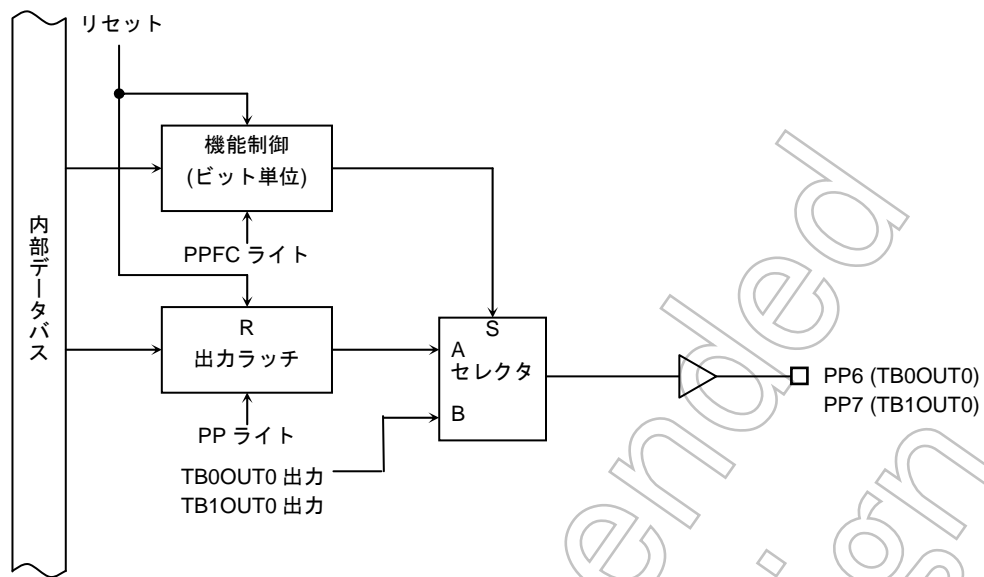 リセット
機能制御
(ビット単位)
PPFC ライト
内部データバス
R
出力ラッチ
PP ライト
S
A
セレクタ
B
TB0OUT0 出力
TB1OUT0 出力
PP6 (TB0OUT0)
PP7 (TB1OUT0)
ended
ign